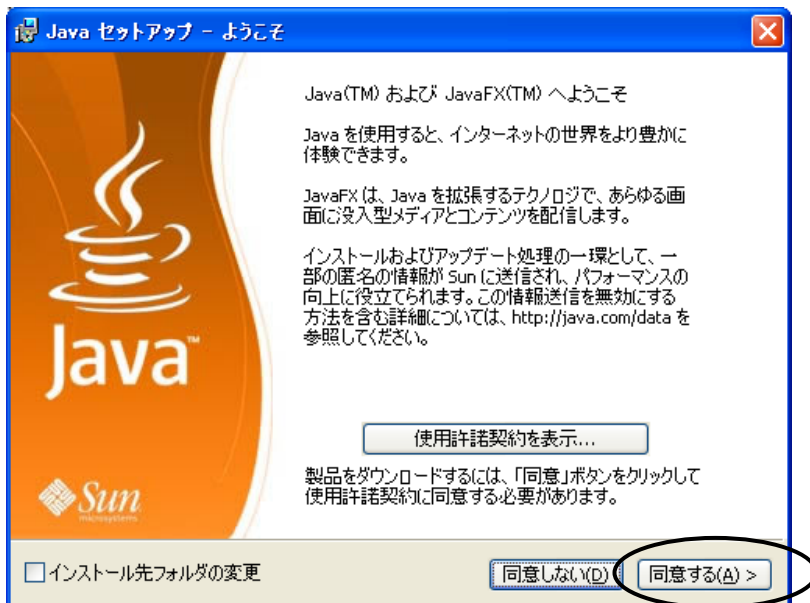 Java セットアップ - ようこそ
Java(TM) および JavaFX(TM) へようこそ
Java を使用すると、インターネットの世界をより豊かに
体験できます。
JavaFX は、Java を拡張するテクノロジで、あらゆる画
面に没入型メディアとコンテンツを配信します。
インストールおよびアップデート処理の一環として、一
部の匿名の情報が Sun に送信され、パフォーマンスの
向上に役立てられます。この情報送信を無効にする
方法を含む詳細については、http://java.com/data を
参照してください。
Java™
使用許諾契約を表示...
製品をダウンロードするには、「同意」ボタンをクリックして
使用許諾契約に同意する必要があります。
Sun
microsystems
インストール先フォルダの変更
同意しない(D)
同意する(A) >